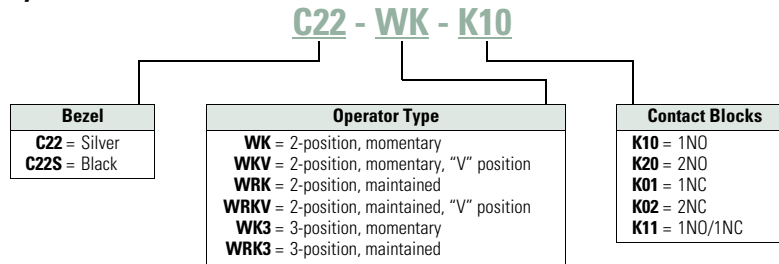 C22 - WK - K10
Bezel
C22 = Silver
C22S = Black
Operator Type
WK = 2-position, momentary
WKV = 2-position, momentary, “V” position
WRK = 2-position, maintained
WRKV = 2-position, maintained, “V” position
WK3 = 3-position, momentary
WRK3 = 3-position, maintained
Contact Blocks
K10 = 1NO
K20 = 2NO
K01 = 1NC
K02 = 2NC
K11 = 1NO/1NC